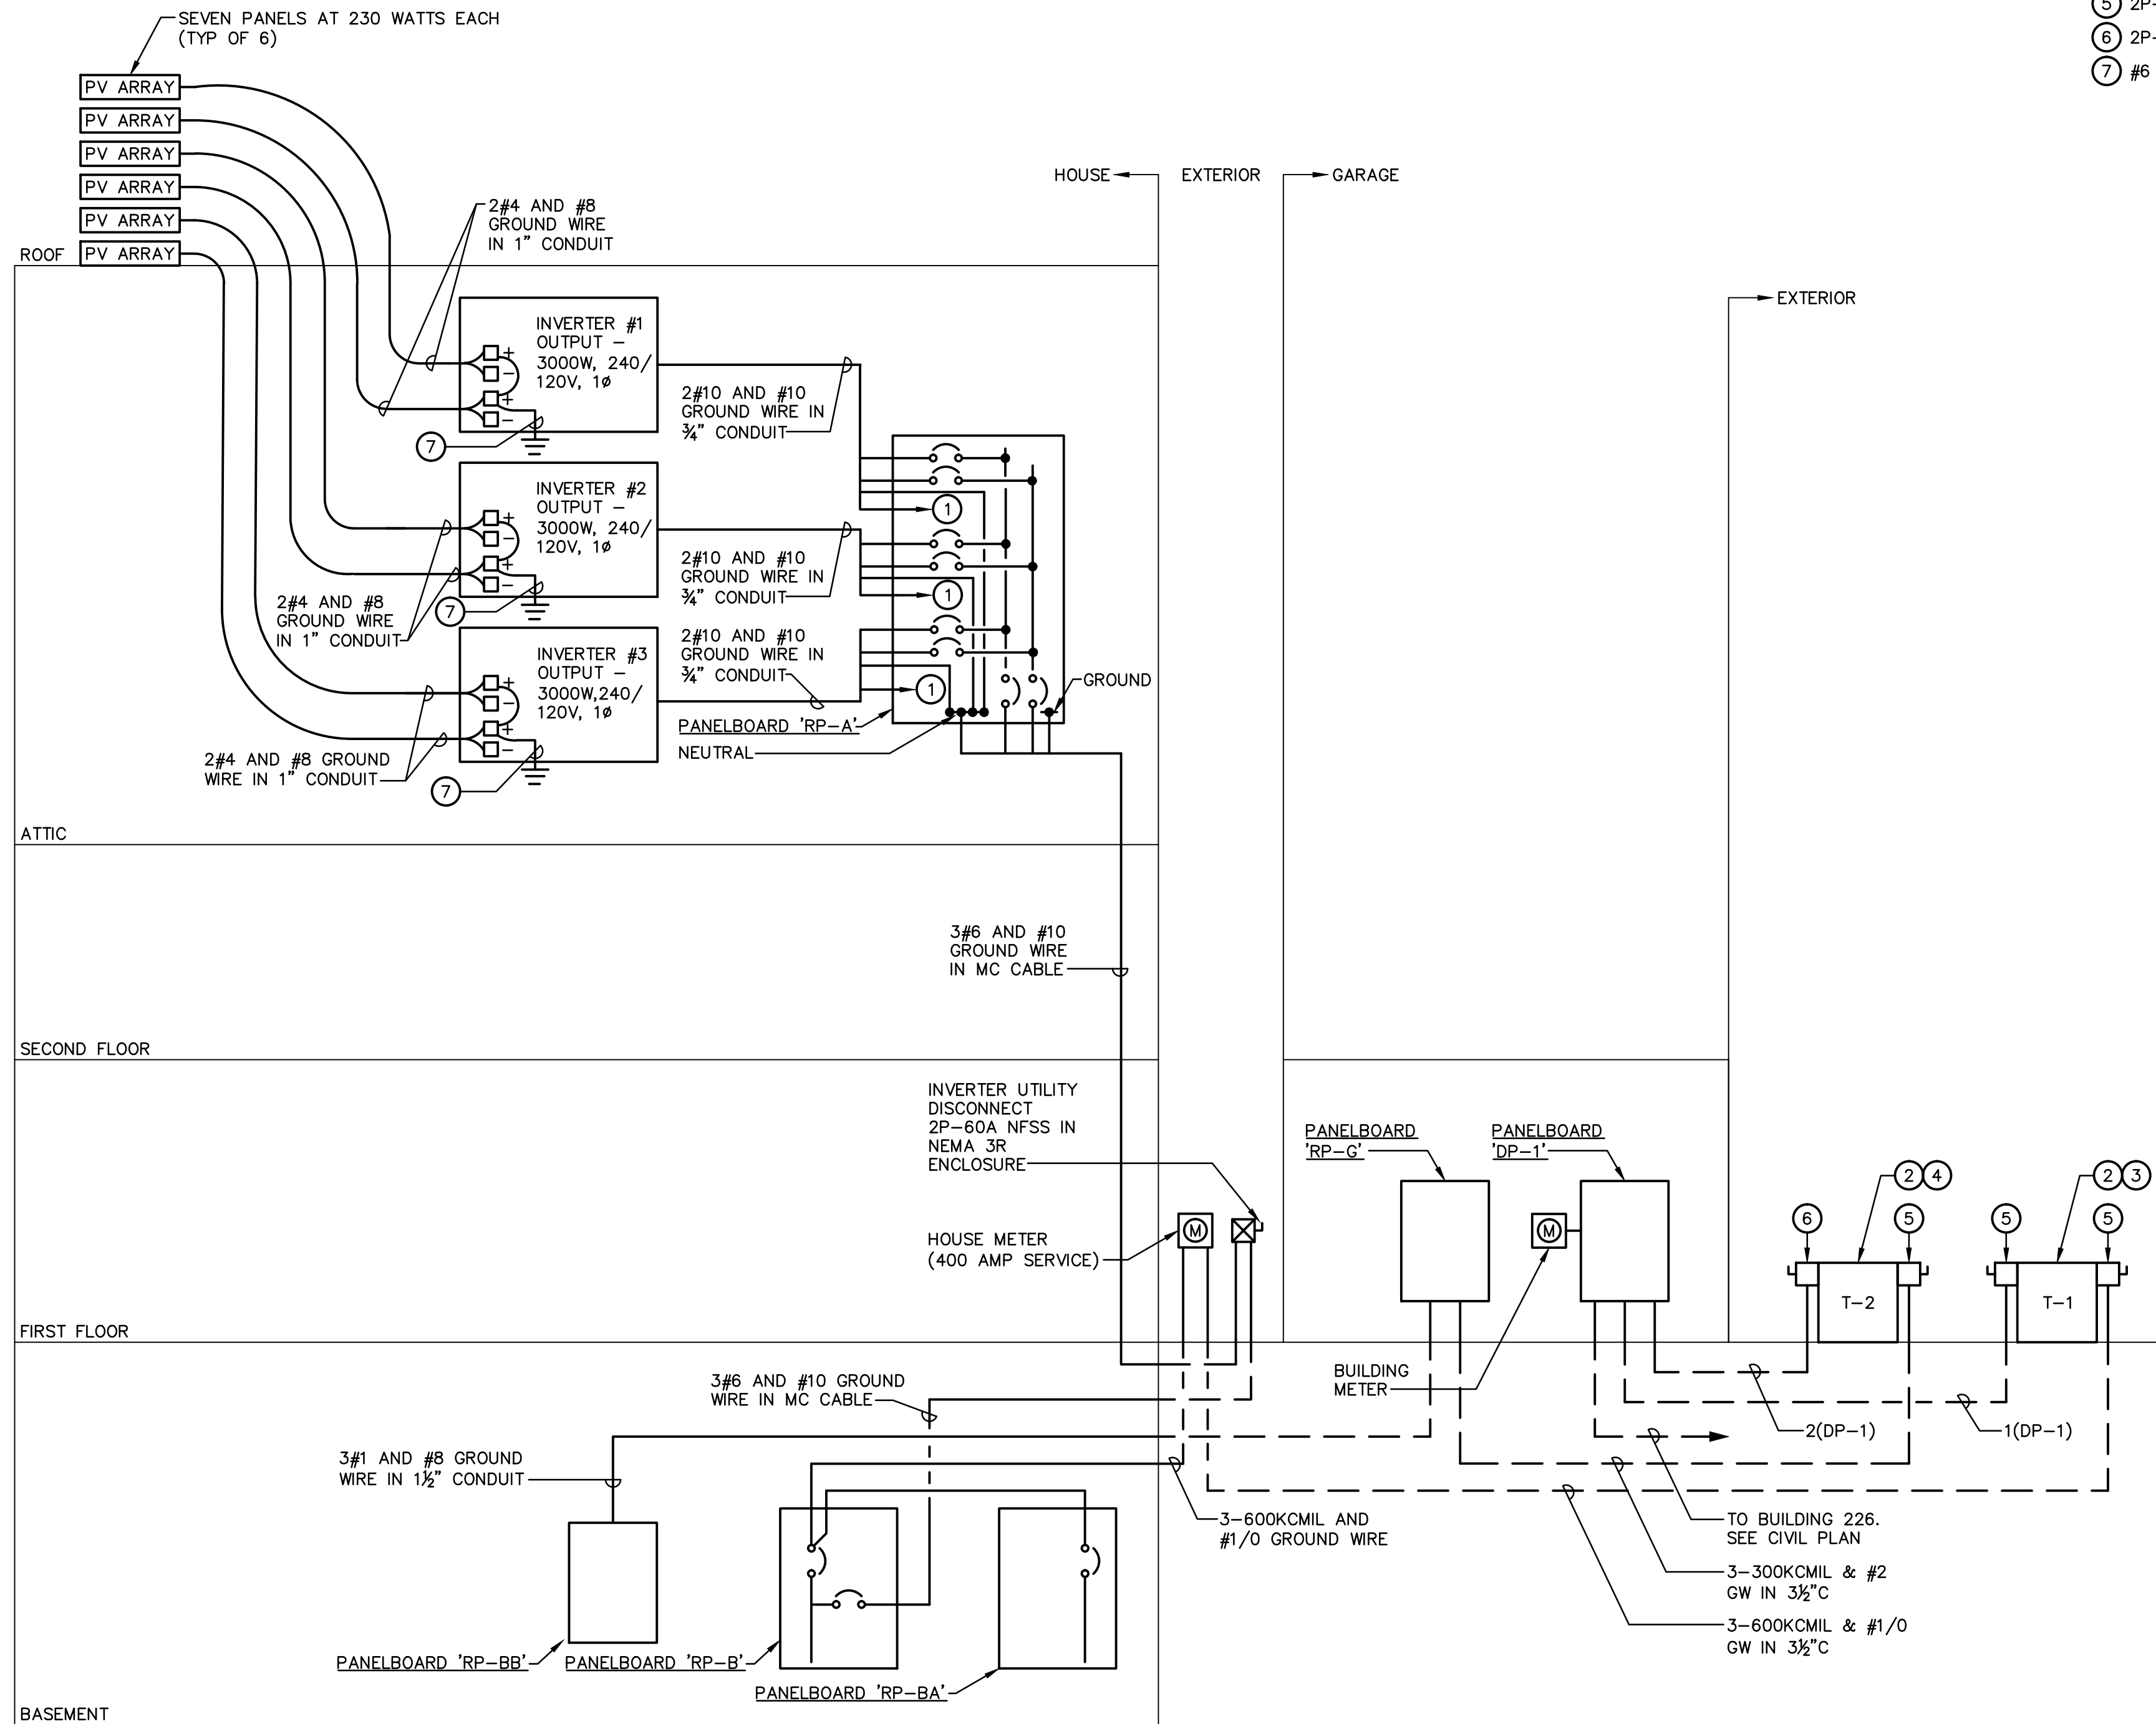 SEVEN PANELS AT 230 WATTS EACH
(TYP OF 6)
5 2P-
6 2P-
7 #6
PV ARRAY
PV ARRAY
PV ARRAY
PV ARRAY
PV ARRAY
PV ARRAY
ROOF
HOUSE
EXTERIOR
GARAGE
EXTERIOR
2#4 AND #8
GROUND WIRE
IN 1" CONDUIT
INVERTER #1
OUTPUT –
3000W, 240/
120V, 1ø
2#10 AND #10
GROUND WIRE IN
¾" CONDUIT
7
1
INVERTER #2
OUTPUT –
3000W, 240/
120V, 1ø
2#10 AND #10
GROUND WIRE IN
¾" CONDUIT
1
2#4 AND #8
GROUND WIRE
IN 1" CONDUIT
7
INVERTER #3
OUTPUT –
3000W,240/
120V, 1ø
2#10 AND #10
GROUND WIRE IN
¾" CONDUIT
1
GROUND
PANELBOARD 'RP-A'
NEUTRAL
2#4 AND #8 GROUND
WIRE IN 1" CONDUIT
7
ATTIC
3#6 AND #10
GROUND WIRE
IN MC CABLE
SECOND FLOOR
INVERTER UTILITY
DISCONNECT
2P-60A NFSS IN
NEMA 3R
ENCLOSURE
PANELBOARD
'RP-G'
PANELBOARD
'DP-1'
2 4
2 3
6
5
5
5
HOUSE METER
(400 AMP SERVICE)
M
M
T-2
T-1
FIRST FLOOR
3#6 AND #10 GROUND
WIRE IN MC CABLE
BUILDING
METER
2(DP-1)
1(DP-1)
3#1 AND #8 GROUND
WIRE IN 1½" CONDUIT
3-600KCMIL AND
#1/0 GROUND WIRE
TO BUILDING 226.
SEE CIVIL PLAN
3-300KCMIL & #2
GW IN 3½"C
3-600KCMIL & #1/0
GW IN 3½"C
PANELBOARD 'RP-BB'
PANELBOARD 'RP-B'
PANELBOARD 'RP-BA'
BASEMENT